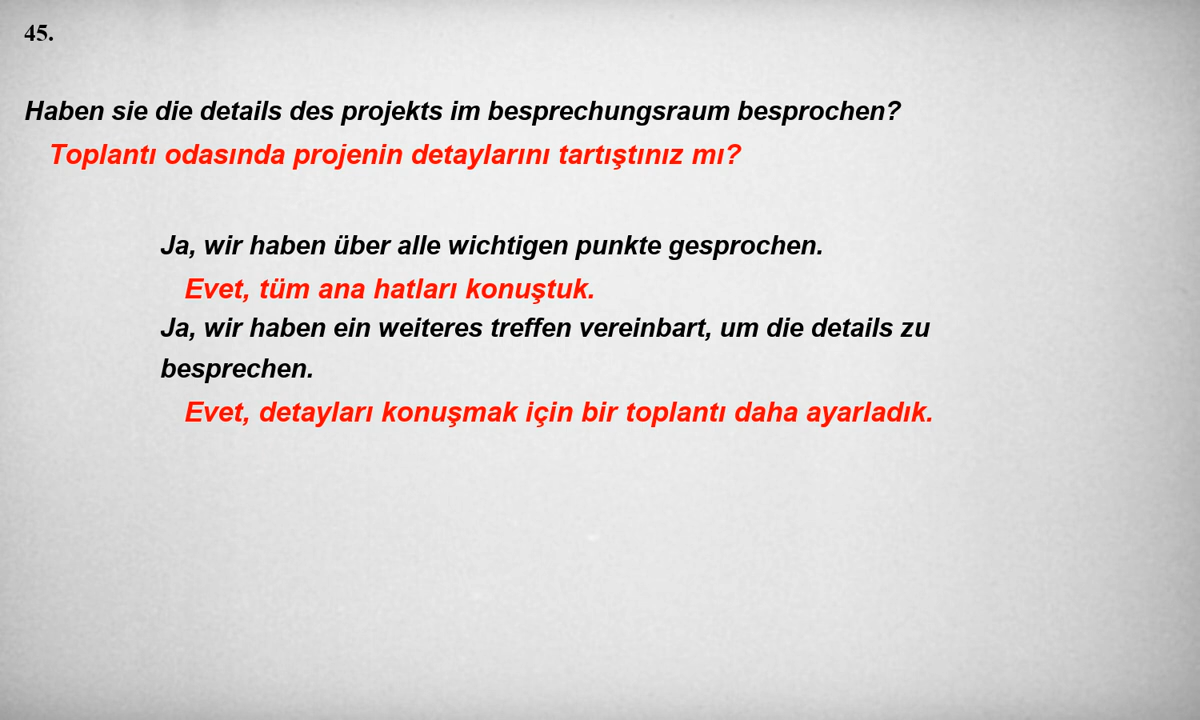 45.
Haben sie die details des projekts im besprechungsraum besprochen?
Toplantı odasında projenin detaylarını tartıştınız mı?
Ja, wir haben über alle wichtigen punkte gesprochen.
Evet, tüm ana hatları konuştuk.
Ja, wir haben ein weiteres treffen vereinbart, um die details zu
besprechen.
Evet, detayları konuşmak için bir toplantı daha ayarladık.